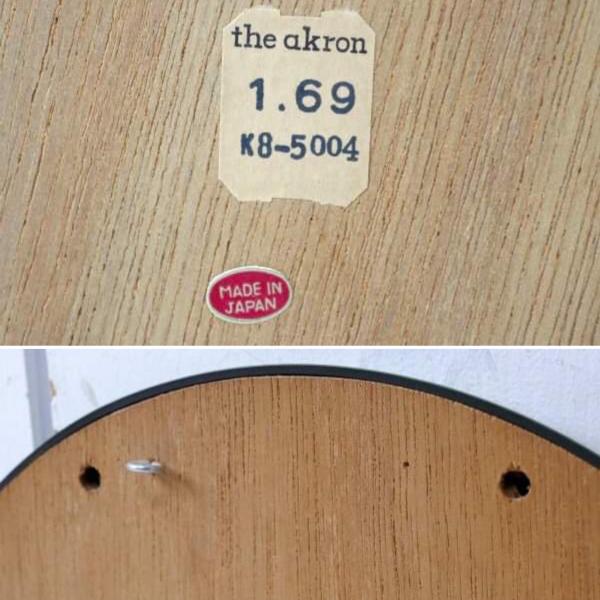 the akron
1.69
K8-5004
MADE IN
JAPAN